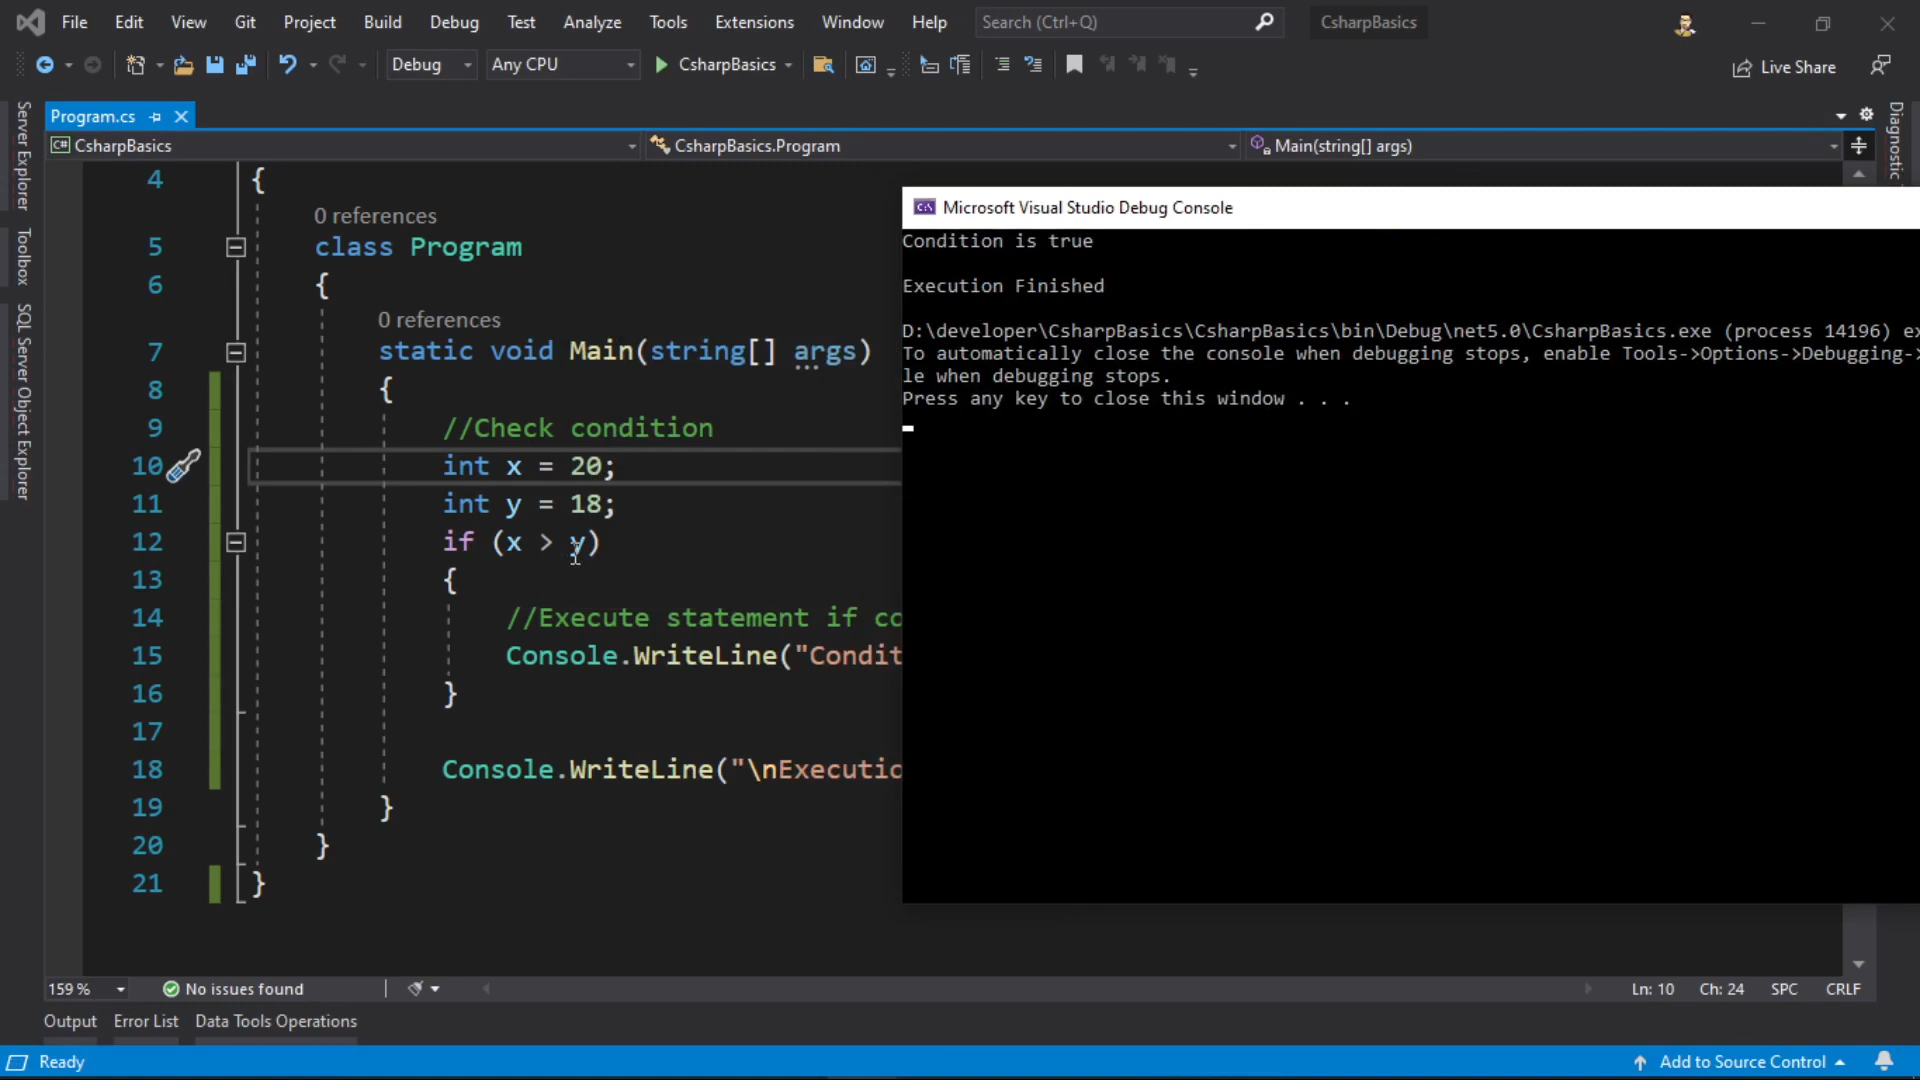 File Edit View Git Project Build Debug Test Analyze Tools Extensions Window Help Search (Ctrl+Q) CsharpBasics
Debug Any CPU CsharpBasics Live Share
Server Explorer
Toolbox
SQL Server Object Explorer
Program.cs
C# CsharpBasics CsharpBasics.Program Main(string[] args)
Diagnostic
4 {
0 references
5 class Program
6 {
0 references
7 static void Main(string[] args)
8 {
9 //Check condition
10 int x = 20;
11 int y = 18;
12 if (x > y)
13 {
14 //Execute statement if co
15 Console.WriteLine("Condit
16 }
17
18 Console.WriteLine("\nExecutio
19 }
20 }
21 }
Microsoft Visual Studio Debug Console
Condition is true
Execution Finished
D:\developer\CsharpBasics\CsharpBasics\bin\Debug\net5.0\CsharpBasics.exe (process 14196) ex
To automatically close the console when debugging stops, enable Tools->Options->Debugging->
le when debugging stops.
Press any key to close this window . . .
159 % No issues found Ln: 10 Ch: 24 SPC CRLF
Output Error List Data Tools Operations
Ready Add to Source Control